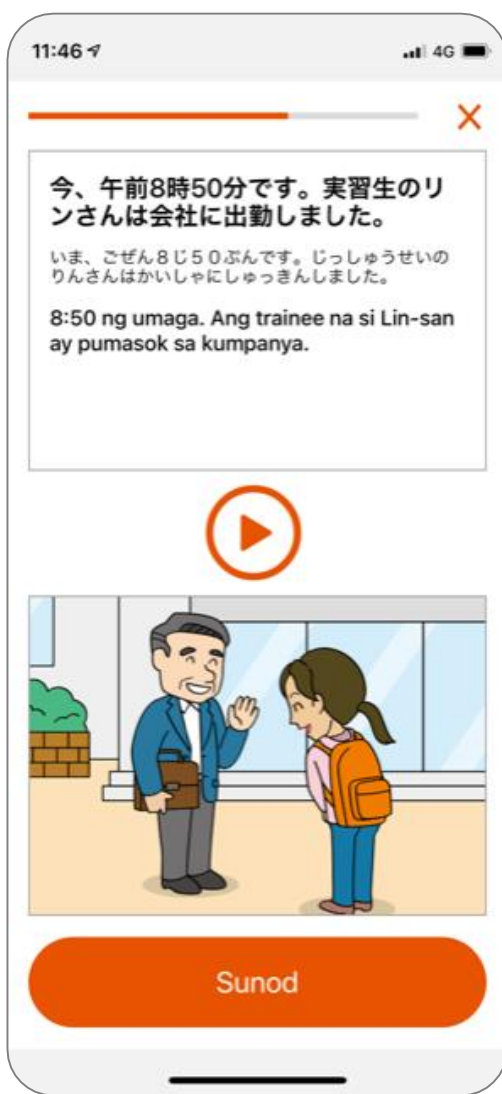 11:46
4G
今、午前8時50分です。実習生のリ
ンさんは会社に出勤しました。
いま、ごぜん８じ５０ぷんです。じっしゅうせいの
りんさんはかいしゃにしゅっきんしました。
8:50 ng umaga. Ang trainee na si Lin-san
ay pumasok sa kumpanya.
Sunod